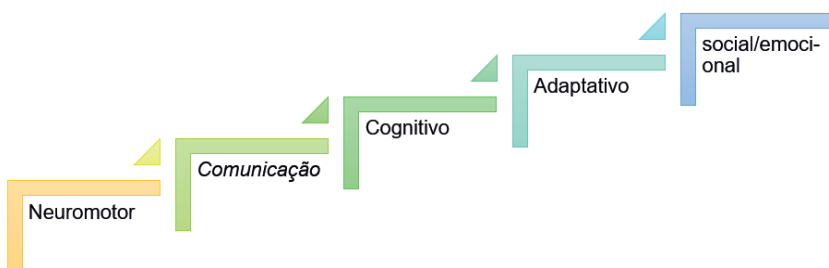 Neuromotor
Comunicação
Cognitivo
Adaptativo
social/emoci-
onal